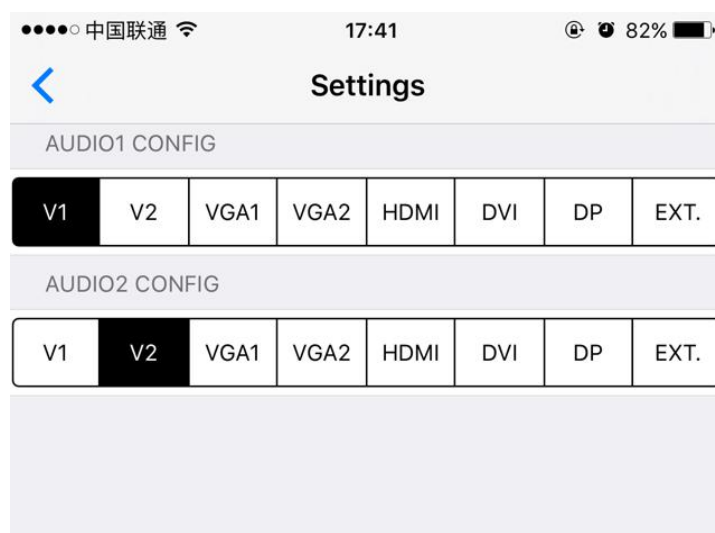 中国联通 17:41 82%
Settings
AUDIO1 CONFIG
V1 V2 VGA1 VGA2 HDMI DVI DP EXT.
AUDIO2 CONFIG
V1 V2 VGA1 VGA2 HDMI DVI DP EXT.